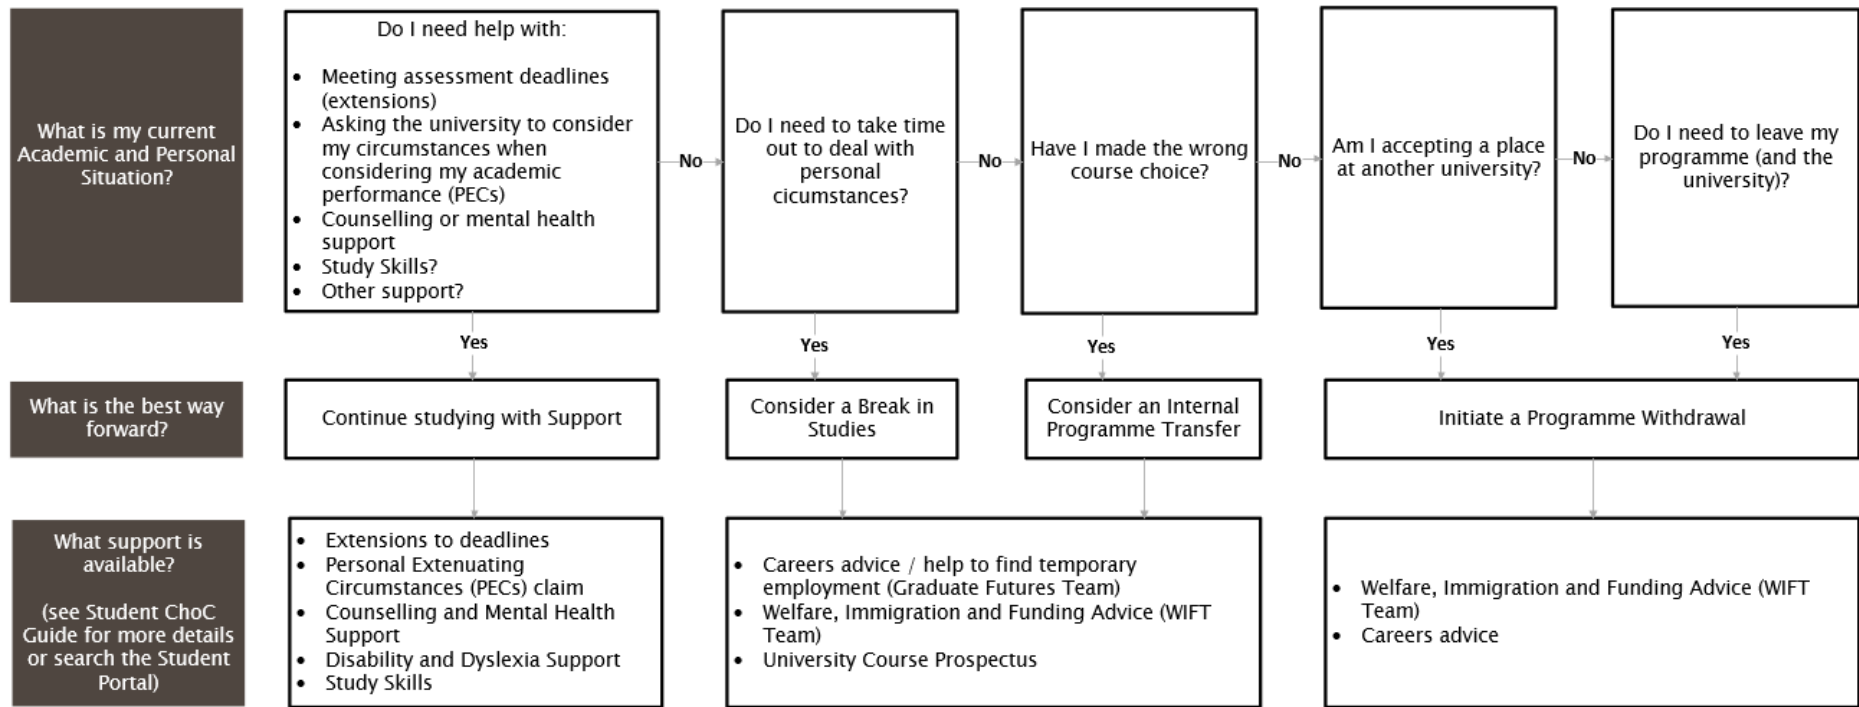 What is my current
Academic and Personal
Situation?
Do I need help with:
• Meeting assessment deadlines
(extensions)
• Asking the university to consider
my circumstances when
considering my academic
performance (PECs)
• Counselling or mental health
support
• Study Skills?
• Other support?
No
Do I need to take time
out to deal with
personal
cicumstances?
No
Have I made the wrong
course choice?
No
Am I accepting a place
at another university?
No
Do I need to leave my
programme (and the
university)?
Yes
Yes
Yes
Yes
Yes
What is the best way
forward?
Continue studying with Support
Consider a Break in
Studies
Consider an Internal
Programme Transfer
Initiate a Programme Withdrawal
What support is
available?
(see Student ChoC
Guide for more details
or search the Student
Portal)
• Extensions to deadlines
• Personal Extenuating
Circumstances (PECs) claim
• Counselling and Mental Health
Support
• Disability and Dyslexia Support
• Study Skills
• Careers advice / help to find temporary
employment (Graduate Futures Team)
• Welfare, Immigration and Funding Advice (WIFT
Team)
• University Course Prospectus
• Welfare, Immigration and Funding Advice (WIFT
Team)
• Careers advice